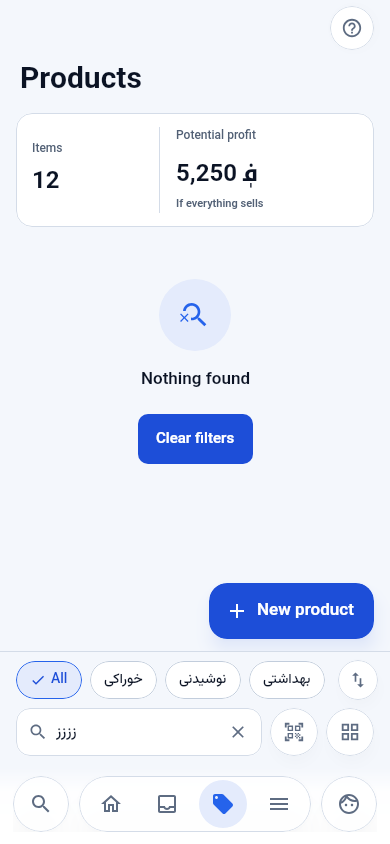 Products
Items
12
Potential profit
5,250 ؋
If everything sells
Nothing found
Clear filters
New product
All
خوراکی
نوشیدنی
بهداشتی
زززز